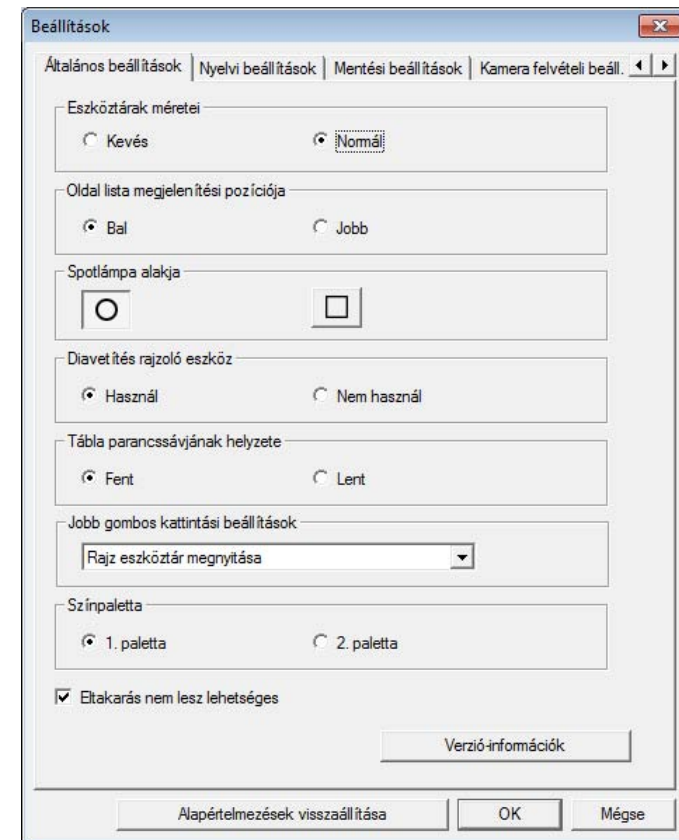 Beállítások
Általános beállítások Nyelvi beállítások Mentési beállítások Kamera felvételi beáll.
Eszköztárak méretei
Kevés Normál
Oldal lista megjelenítési pozíciója
Bal Jobb
Spotlámpa alakja
Diavetítés rajzoló eszköz
Használ Nem használ
Tábla parancssávjának helyzete
Fent Lent
Jobb gombos kattintási beállítások
Rajz eszköztár megnyitása
Színpaletta
1. paletta 2. paletta
Eltakarás nem lesz lehetséges
Verzió-információk
Alapértelmezések visszaállítása OK Mégse